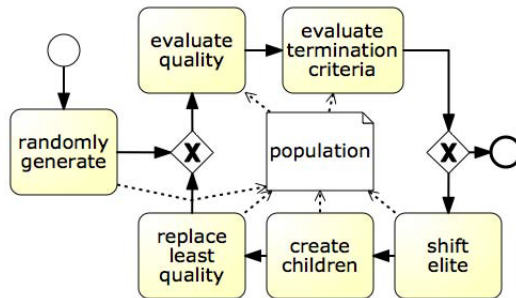 evaluate
quality
evaluate
termination
criteria
randomly
generate
X
population
X
replace
least
quality
create
children
shift
elite